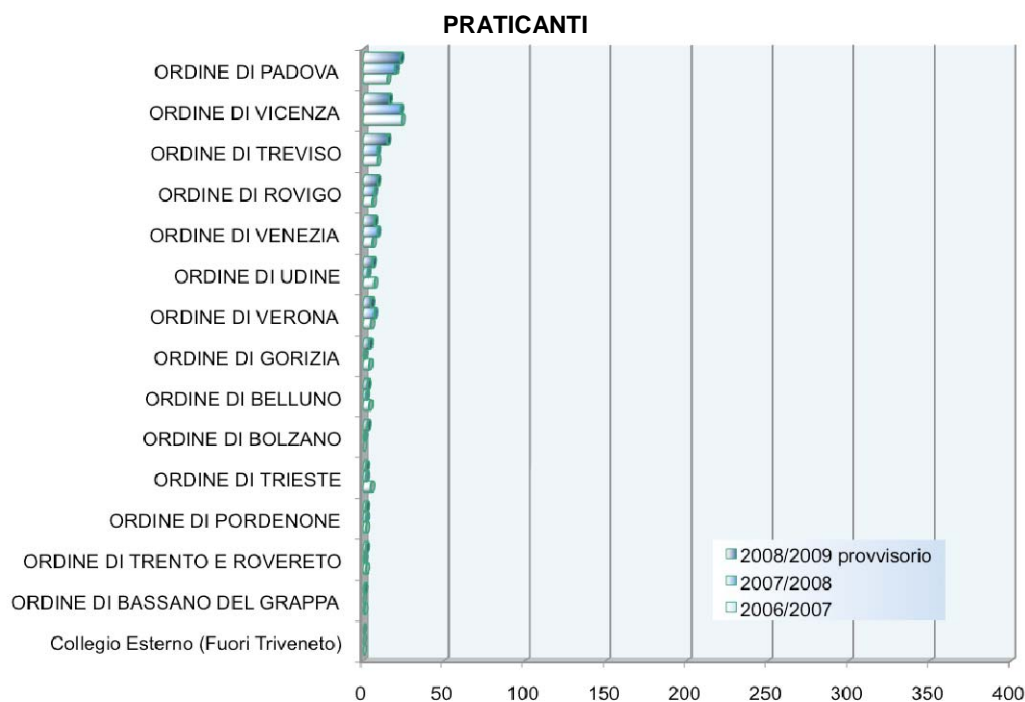 PRATICANTI
ORDINE DI PADOVA
ORDINE DI VICENZA
ORDINE DI TREVISO
ORDINE DI ROVIGO
ORDINE DI VENEZIA
ORDINE DI UDINE
ORDINE DI VERONA
ORDINE DI GORIZIA
ORDINE DI BELLUNO
ORDINE DI BOLZANO
ORDINE DI TRIESTE
ORDINE DI PORDENONE
ORDINE DI TRENTO E ROVERETO
ORDINE DI BASSANO DEL GRAPPA
Collegio Esterno (Fuori Triveneto)
2008/2009 provvisorio
2007/2008
2006/2007
0 50 100 150 200 250 300 350 400